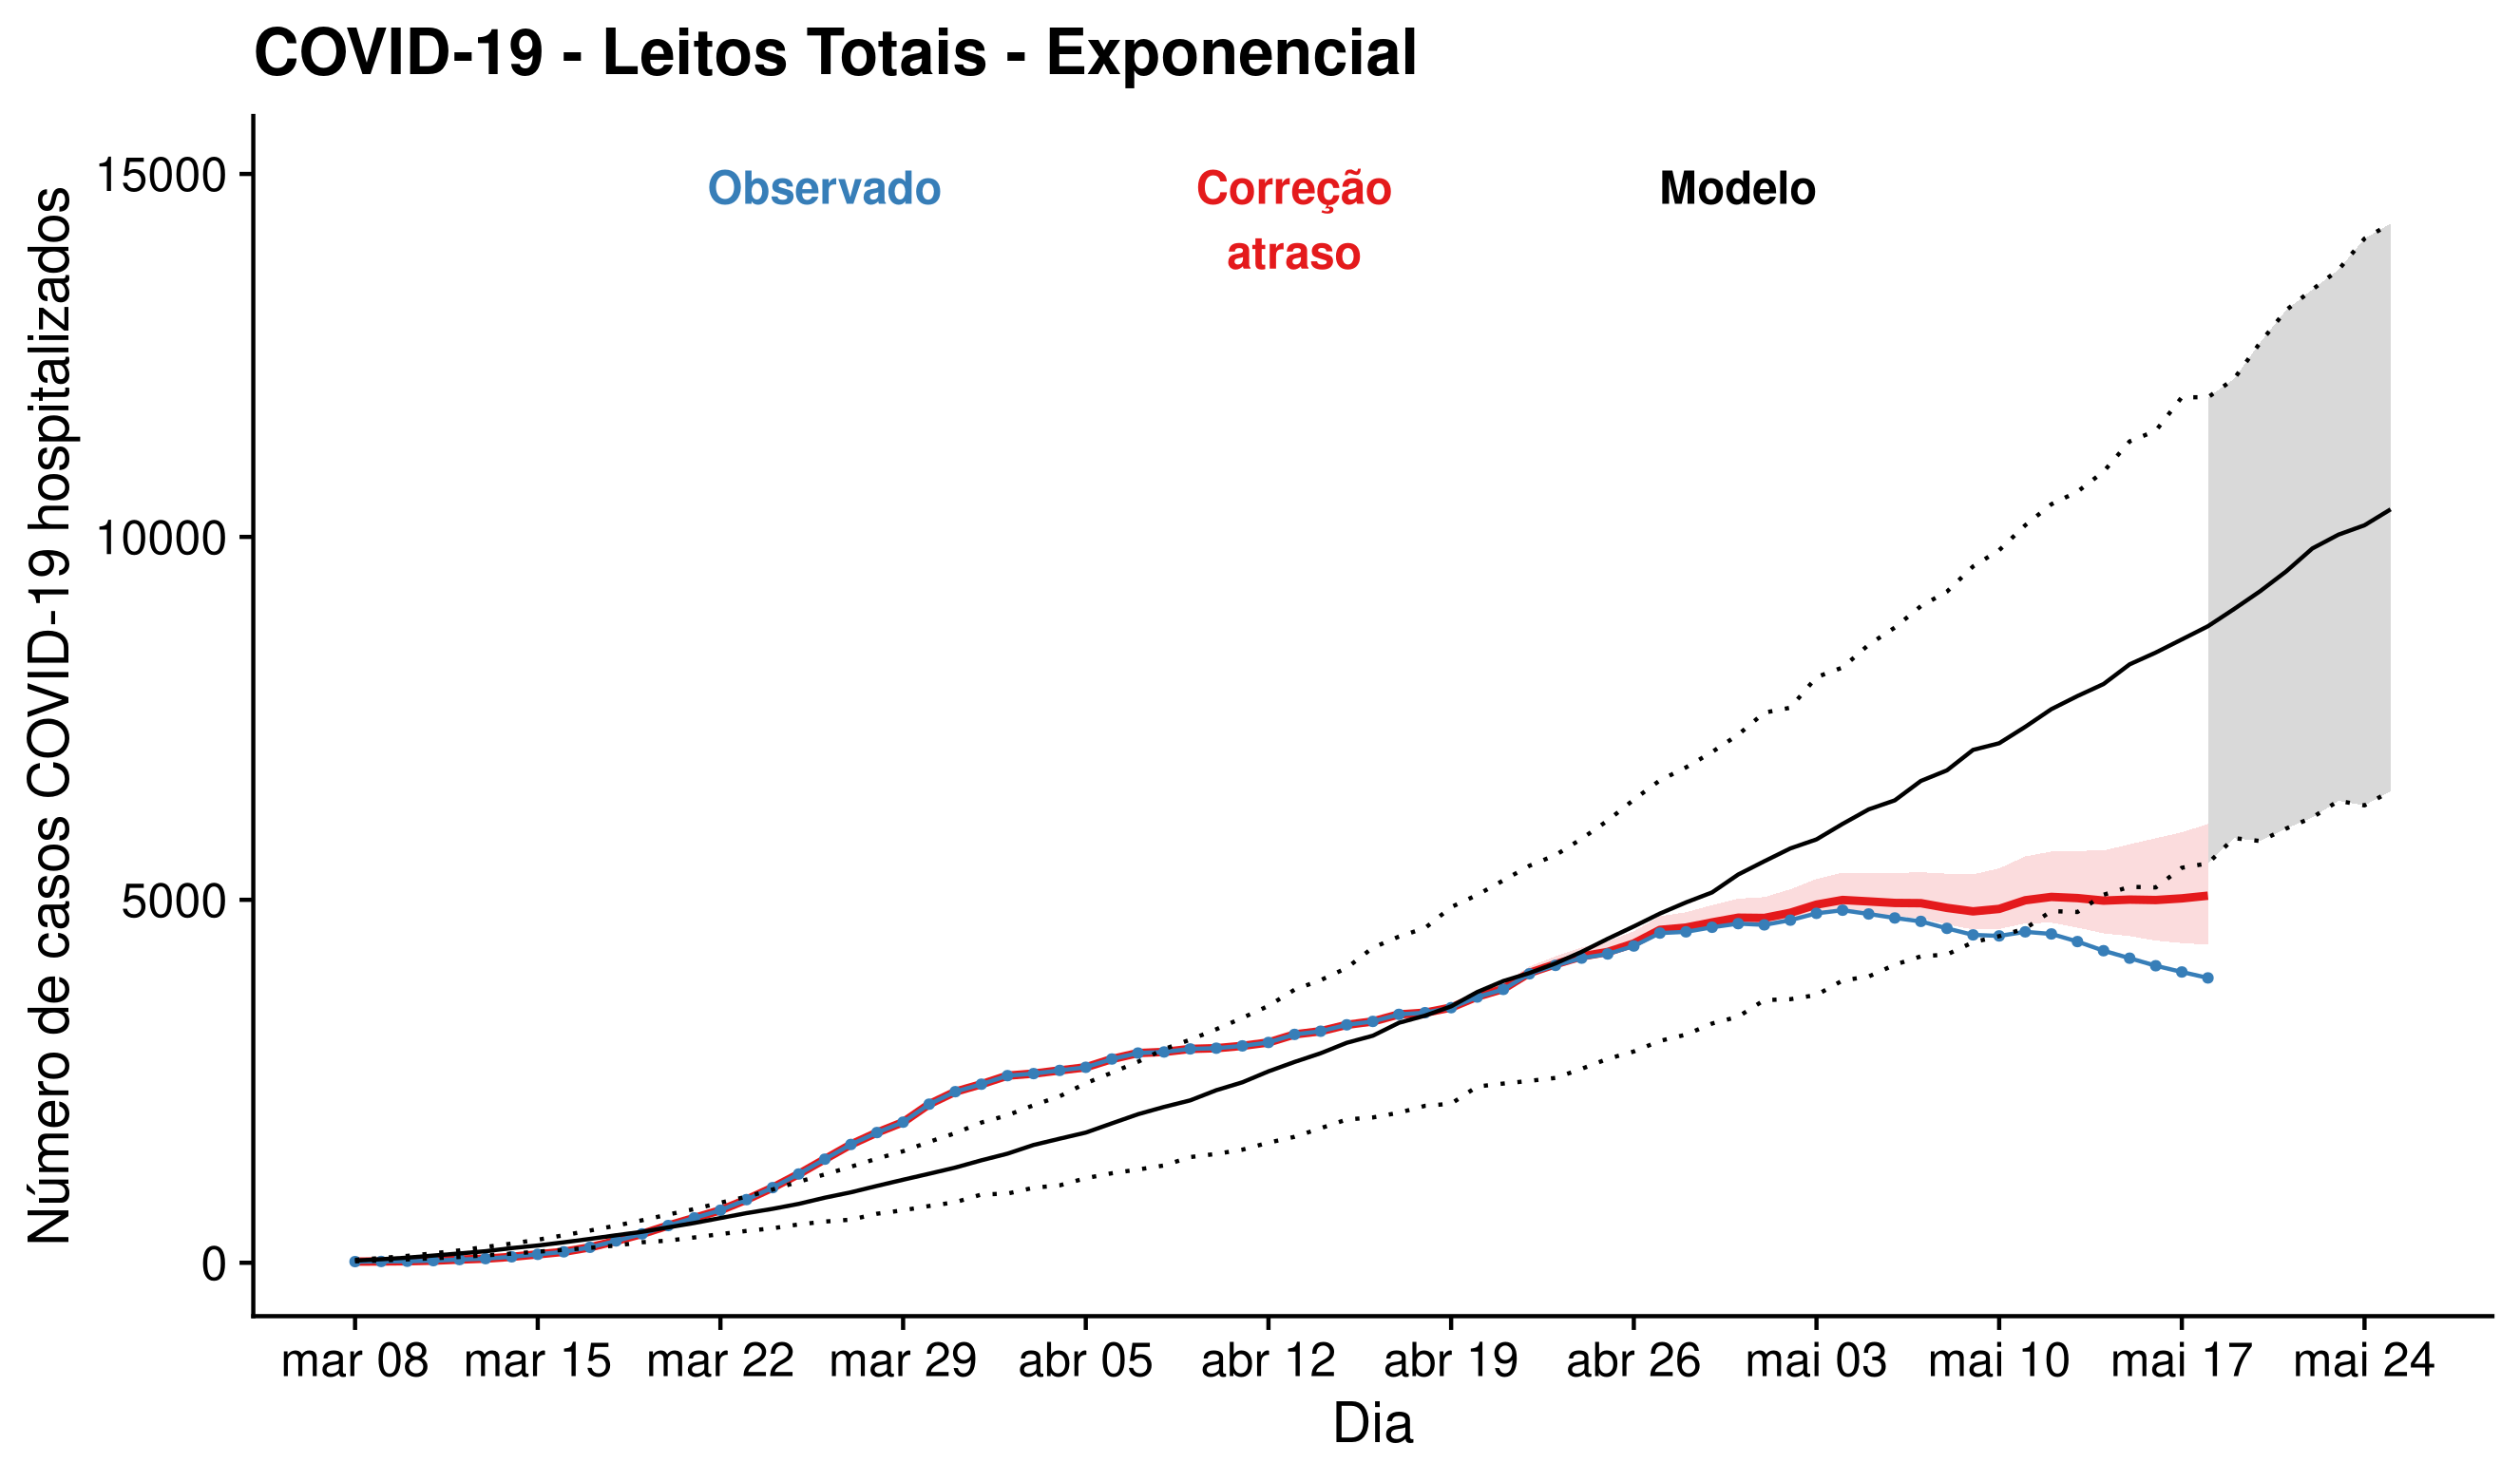 COVID-19 - Leitos Totais - Exponencial
Número de casos COVID-19 hospitalizados
15000
10000
5000
0
Observado
Correção
atraso
Modelo
mar 08
mar 15
mar 22
mar 29
abr 05
abr 12
abr 19
abr 26
mai 03
mai 10
mai 17
mai 24
Dia